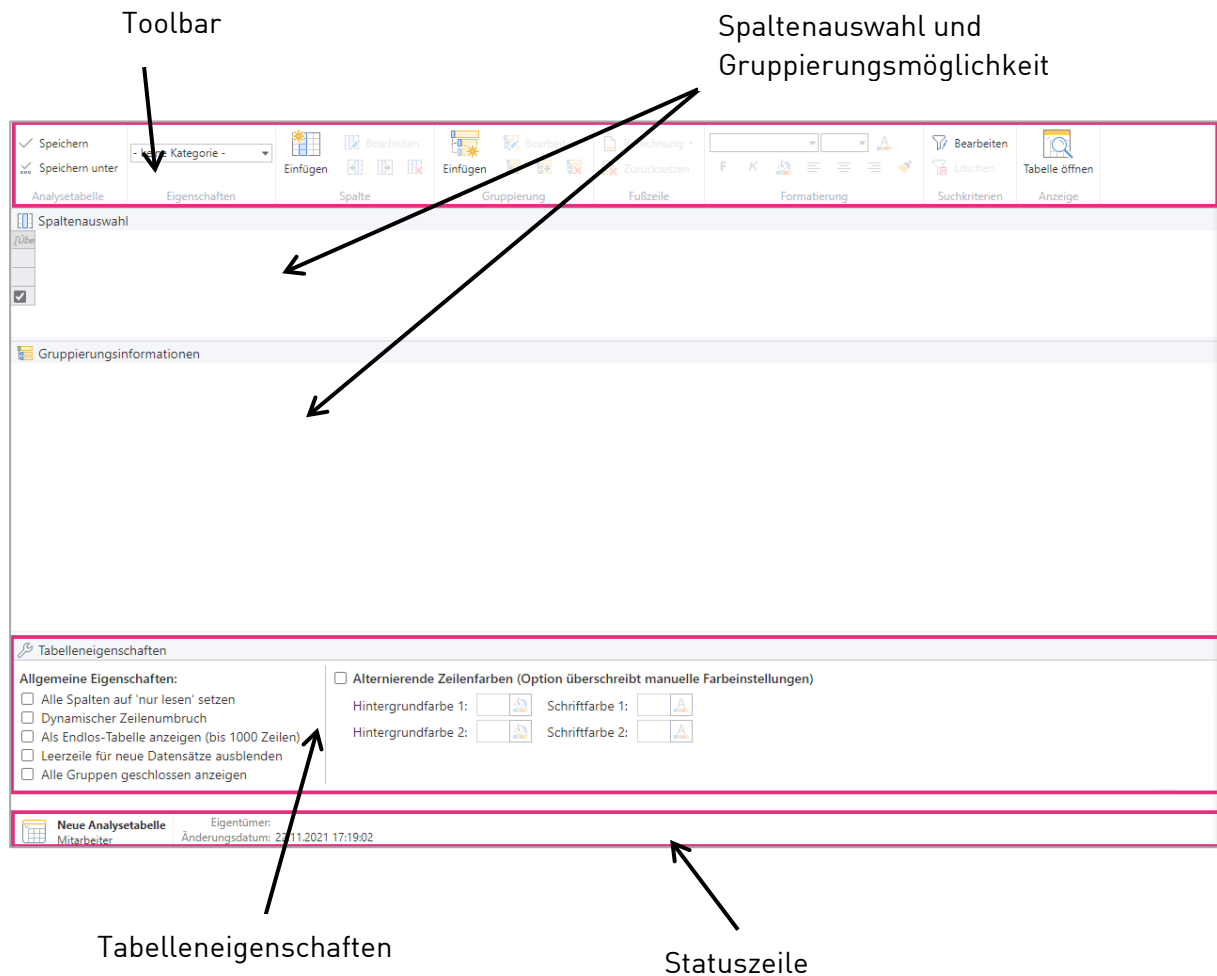 Toolbar
Spaltenauswahl und
Gruppierungsmöglichkeit
Speichern
- keine Kategorie -
Bearbeiten
Bearbeiten
Berechnung
Bearbeiten
Speichern unter
Einfügen
Einfügen
Zurücksetzen
F K
Löschen
Tabelle öffnen
Analysetabelle
Eigenschaften
Spalte
Gruppierung
Fußzeile
Formatierung
Suchkriterien
Anzeige
Spaltenauswahl
[Übe
Gruppierungsinformationen
Tabelleneigenschaften
Allgemeine Eigenschaften:
Alternierende Zeilenfarben (Option überschreibt manuelle Farbeinstellungen)
Alle Spalten auf 'nur lesen' setzen
Hintergrundfarbe 1: Schriftfarbe 1:
Dynamischer Zeilenumbruch
Als Endlos-Tabelle anzeigen (bis 1000 Zeilen)
Hintergrundfarbe 2: Schriftfarbe 2:
Leerzeile für neue Datensätze ausblenden
Alle Gruppen geschlossen anzeigen
Neue Analysetabelle
Eigentümer:
Mitarbeiter
Änderungsdatum: 22.11.2021 17:19:02
Tabelleneigenschaften
Statuszeile